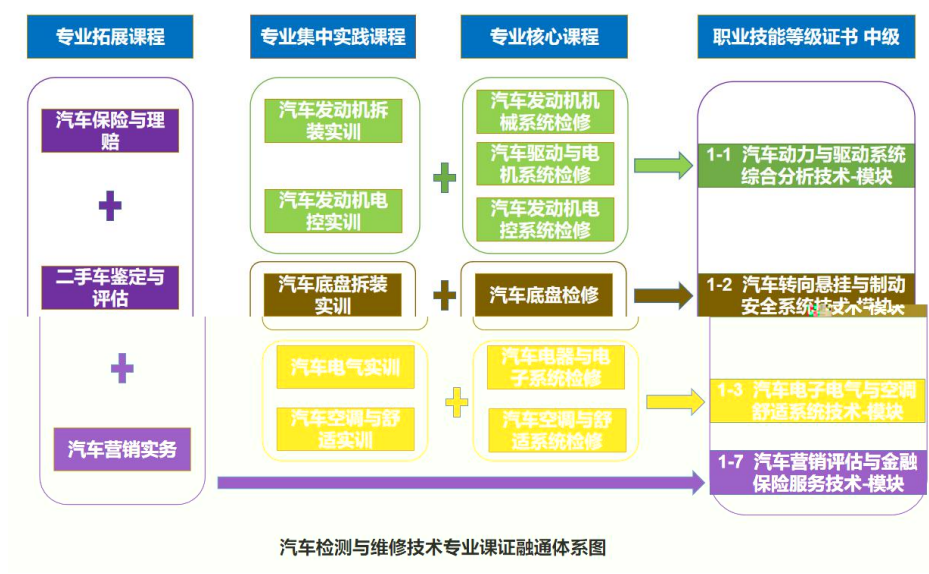 专业拓展课程
专业集中实践课程
专业核心课程
职业技能等级证书 中级
汽车保险与理
赔
二手车鉴定与
评估
汽车营销实务
汽车发动机拆
装实训
汽车发动机电
控实训
汽车底盘拆装
实训
汽车电气实训
汽车空调与舒
适实训
汽车发动机机
械系统检修
汽车驱动与电
机系统检修
汽车发动机电
控系统检修
汽车底盘检修
汽车电器与电
子系统检修
汽车空调与舒
适系统检修
1-1 汽车动力与驱动系统
综合分析技术-模块
1-2 汽车转向悬挂与制动
安全系统技术-模块
1-3 汽车电子电气与空调
舒适系统技术-模块
1-7 汽车营销评估与金融
保险服务技术-模块
汽车检测与维修技术专业课证融通体系图